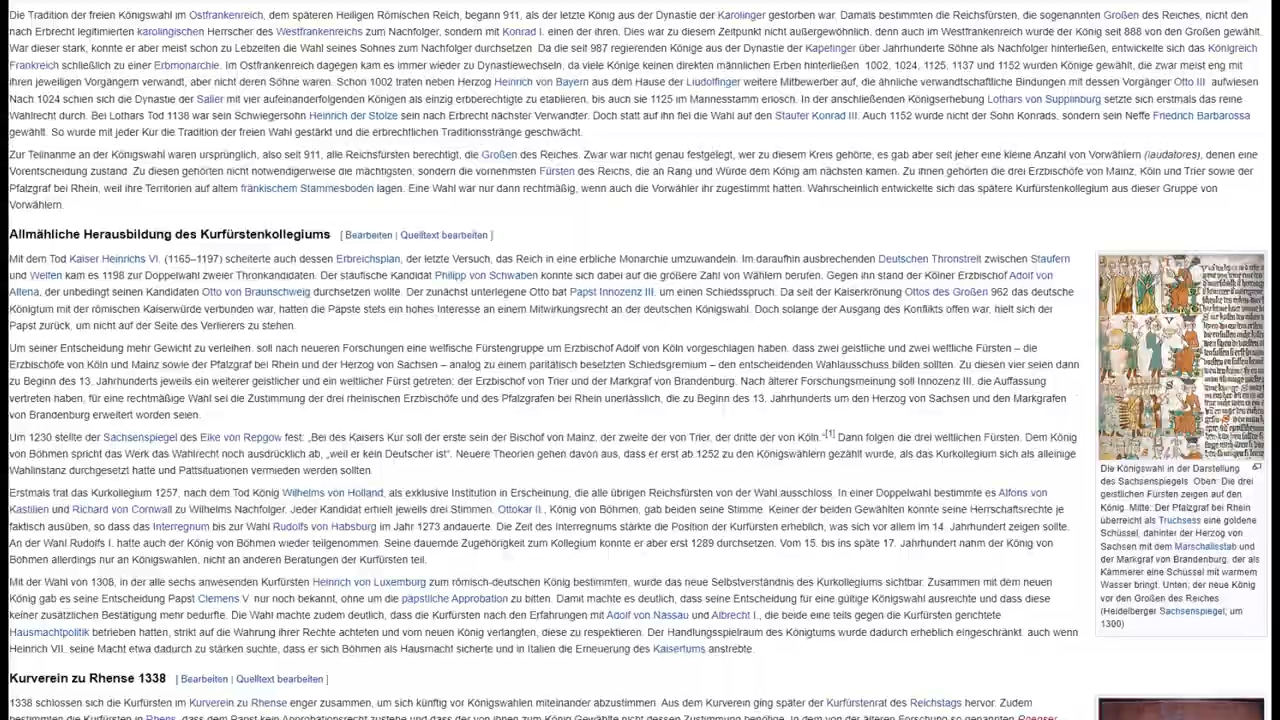 Die Tradition der freien Königswahl im Ostfrankenreich, dem späteren Heiligen Römischen Reich, begann 911, als der letzte König aus der Dynastie der Karolinger gestorben war. Damals bestimmten die Reichsfürsten, die sogenannten Großen des Reiches, nicht den
nach Erbrecht legitimierten karolingischen Herrscher des Westfrankenreichs zum Nachfolger, sondern mit Konrad I. einen der ihren. Dies war zu diesem Zeitpunkt nicht außergewöhnlich, denn auch im Westfrankenreich wurde der König seit 888 von den Großen gewählt.
War dieser stark, konnte er aber meist schon zu Lebzeiten die Wahl seines Sohnes zum Nachfolger durchsetzen. Da die seit 987 regierenden Könige aus der Dynastie der Kapetinger über Jahrhunderte Söhne als Nachfolger hinterließen, entwickelte sich das Königreich
Frankreich schließlich zu einer Erbmonarchie. Im Ostfrankenreich dagegen kam es immer wieder zu Dynastiewechseln, da viele Könige keinen direkten männlichen Erben hinterließen. 1002, 1024, 1125, 1137 und 1152 wurden Könige gewählt, die zwar meist eng mit
ihren jeweiligen Vorgängern verwandt, aber nicht deren Söhne waren. Schon 1002 traten neben Herzog Heinrich von Bayern aus dem Hause der Liudolfinger weitere Mitbewerber auf, die ähnliche verwandtschaftliche Bindungen mit dessen Vorgänger Otto III. aufwiesen
Nach 1024 schien sich die Dynastie der Salier mit vier aufeinanderfolgenden Königen als einzig erbberechtigte zu etablieren, bis auch sie 1125 im Mannesstamm erlosch. In der anschließenden Königserhebung Lothars von Supplinburg setzte sich erstmals das reine
Wahlrecht durch. Bei Lothars Tod 1138 war sein Schwiegersohn Heinrich der Stolze sein nach Erbrecht nächster Verwandter. Doch statt auf ihn fiel die Wahl auf den Staufer Konrad III. Auch 1152 wurde nicht der Sohn Konrads, sondern sein Neffe Friedrich Barbarossa
gewählt. So wurde mit jeder Kur die Tradition der freien Wahl gestärkt und die erbrechtlichen Traditionsstränge geschwächt.
Zur Teilnahme an der Königswahl waren ursprünglich, also seit 911, alle Reichsfürsten berechtigt, die Großen des Reiches. Zwar war nicht genau festgelegt, wer zu diesem Kreis gehörte, es gab aber seit jeher eine kleine Anzahl von Vorwählern (laudatores), denen eine
Vorentscheidung zustand. Zu diesen gehörten nicht notwendigerweise die mächtigsten, sondern die vornehmsten Fürsten des Reichs, die an Rang und Würde dem König am nächsten kamen. Zu ihnen gehörten die drei Erzbischöfe von Mainz, Köln und Trier sowie der
Pfalzgraf bei Rhein, weil ihre Territorien auf altem fränkischem Stammesboden lagen. Eine Wahl war nur dann rechtmäßig, wenn auch die Vorwähler ihr zugestimmt hatten. Wahrscheinlich entwickelte sich das spätere Kurfürstenkollegium aus dieser Gruppe von
Vorwählern.
Allmähliche Herausbildung des Kurfürstenkollegiums [ Bearbeiten | Quelltext bearbeiten ]
Mit dem Tod Kaiser Heinrichs VI. (1165–1197) scheiterte auch dessen Erbreichsplan, der letzte Versuch, das Reich in eine erbliche Monarchie umzuwandeln. Im daraufhin ausbrechenden Deutschen Thronstreit zwischen Staufern
und Welfen kam es 1198 zur Doppelwahl zweier Thronkandidaten. Der staufische Kandidat Philipp von Schwaben konnte sich dabei auf die größere Zahl von Wählern berufen. Gegen ihn stand der Kölner Erzbischof Adolf von
Altena, der unbedingt seinen Kandidaten Otto von Braunschweig durchsetzen wollte. Der zunächst unterlegene Otto bat Papst Innozenz III. um einen Schiedsspruch. Da seit der Kaiserkrönung Ottos des Großen 962 das deutsche
Königtum mit der römischen Kaiserwürde verbunden war, hatten die Päpste stets ein hohes Interesse an einem Mitwirkungsrecht an der deutschen Königswahl. Doch solange der Ausgang des Konflikts offen war, hielt sich der
Papst zurück, um nicht auf der Seite des Verlierers zu stehen.
Um seiner Entscheidung mehr Gewicht zu verleihen, soll nach neueren Forschungen eine welfische Fürstengruppe um Erzbischof Adolf von Köln vorgeschlagen haben, dass zwei geistliche und zwei weltliche Fürsten – die
Erzbischöfe von Köln und Mainz sowie der Pfalzgraf bei Rhein und der Herzog von Sachsen – analog zu einem paritätisch besetzten Schiedsgremium – den entscheidenden Wahlausschuss bilden sollten. Zu diesen vier seien dann
zu Beginn des 13. Jahrhunderts jeweils ein weiterer geistlicher und ein weltlicher Fürst getreten: der Erzbischof von Trier und der Markgraf von Brandenburg. Nach älterer Forschungsmeinung soll Innozenz III. die Auffassung
vertreten haben, für eine rechtmäßige Wahl sei die Zustimmung der drei rheinischen Erzbischöfe und des Pfalzgrafen bei Rhein unerlässlich, die zu Beginn des 13. Jahrhunderts um den Herzog von Sachsen und den Markgrafen
von Brandenburg erweitert worden seien.
Um 1230 stellte der Sachsenspiegel des Eike von Repgow fest: „Bei des Kaisers Kur soll der erste sein der Bischof von Mainz, der zweite der von Trier, der dritte der von Köln.“[1] Dann folgen die drei weltlichen Fürsten. Dem König
von Böhmen spricht das Werk das Wahlrecht noch ausdrücklich ab, „weil er kein Deutscher ist“. Neuere Theorien gehen davon aus, dass er erst ab 1252 zu den Königswählern gezählt wurde, als das Kurkollegium sich als alleinige
Wahlinstanz durchgesetzt hatte und Pattsituationen vermieden werden sollten.
Erstmals trat das Kurkollegium 1257, nach dem Tod König Wilhelms von Holland, als exklusive Institution in Erscheinung, die alle übrigen Reichsfürsten von der Wahl ausschloss. In einer Doppelwahl bestimmte es Alfons von
Kastilien und Richard von Cornwall zu Wilhelms Nachfolger. Jeder Kandidat erhielt jeweils drei Stimmen. Ottokar II., König von Böhmen, gab beiden seine Stimme. Keiner der beiden Gewählten konnte seine Herrschaftsrechte je
faktisch ausüben, so dass das Interregnum bis zur Wahl Rudolfs von Habsburg im Jahr 1273 andauerte. Die Zeit des Interregnums stärkte die Position der Kurfürsten erheblich, was sich vor allem im 14. Jahrhundert zeigen sollte.
An der Wahl Rudolfs I. hatte auch der König von Böhmen wieder teilgenommen. Seine dauernde Zugehörigkeit zum Kollegium konnte er aber erst 1289 durchsetzen. Vom 15. bis ins späte 17. Jahrhundert nahm der König von
Böhmen allerdings nur an Königswahlen, nicht an anderen Beratungen der Kurfürsten teil.
Mit der Wahl von 1308, in der alle sechs anwesenden Kurfürsten Heinrich von Luxemburg zum römisch-deutschen König bestimmten, wurde das neue Selbstverständnis des Kurkollegiums sichtbar. Zusammen mit dem neuen
König gab es seine Entscheidung Papst Clemens V. nur noch bekannt, ohne um die päpstliche Approbation zu bitten. Damit machte es deutlich, dass seine Entscheidung für eine gültige Königswahl ausreichte und dass diese
keiner zusätzlichen Bestätigung mehr bedurfte. Die Wahl machte zudem deutlich, dass die Kurfürsten nach den Erfahrungen mit Adolf von Nassau und Albrecht I., die beide eine teils gegen die Kurfürsten gerichtete
Hausmachtpolitik betrieben hatten, strikt auf die Wahrung ihrer Rechte achteten und vom neuen König verlangten, diese zu respektieren. Der Handlungsspielraum des Königtums wurde dadurch erheblich eingeschränkt, auch wenn
Heinrich VII. seine Macht etwa dadurch zu stärken suchte, dass er sich Böhmen als Hausmacht sicherte und in Italien die Erneuerung des Kaisertums anstrebte.
Die Königswahl in der Darstellung
des Sachsenspiegels. Oben: Die drei
geistlichen Fürsten zeigen auf den
König. Mitte: Der Pfalzgraf bei Rhein
überreicht als Truchsess eine goldene
Schüssel, dahinter der Herzog von
Sachsen mit dem Marschallsstab und
der Markgraf von Brandenburg, der als
Kämmerer eine Schüssel mit warmem
Wasser bringt. Unten: der neue König
vor den Großen des Reiches
(Heidelberger Sachsenspiegel, um
1300)
Kurverein zu Rhense 1338 [ Bearbeiten | Quelltext bearbeiten ]
1338 schlossen sich die Kurfürsten im Kurverein zu Rhense enger zusammen, um sich künftig vor Königswahlen miteinander abzustimmen. Aus dem Kurverein ging später der Kurfürstenrat des Reichstags hervor. Zudem
bestimmten die Kurfürsten in Rhens, dass dem Papst kein Approbationsrecht zustehe und dass der von ihnen zum König Gewählte nicht dessen Zustimmung benötige. In dem von der älteren Forschung so genannten Rhenser